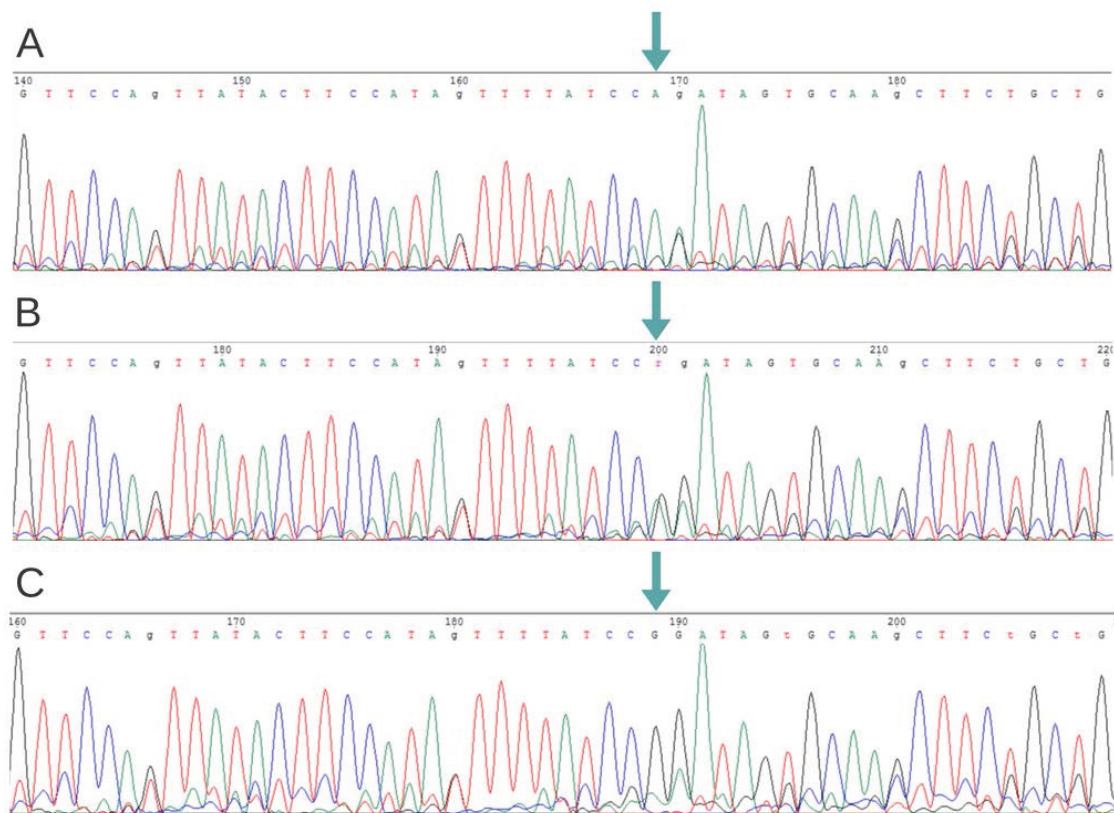 A
140 150 160 170 180
G T T C C A g T T A T A C T T C C A T A g T T T T A T C C A g A T A G T G C A A g C T T C T G C T G
B
180 190 200 210 220
G T T C C A g T T A T A C T T C C A T A g T T T T A T C C r g A T A G T G C A A g C T T C T G C T G
C
160 170 180 190 200
G T T C C A g T T A T A C T T C C A T A g T T T T A T C C G G A T A G t G C A A g C T T C t G C t G